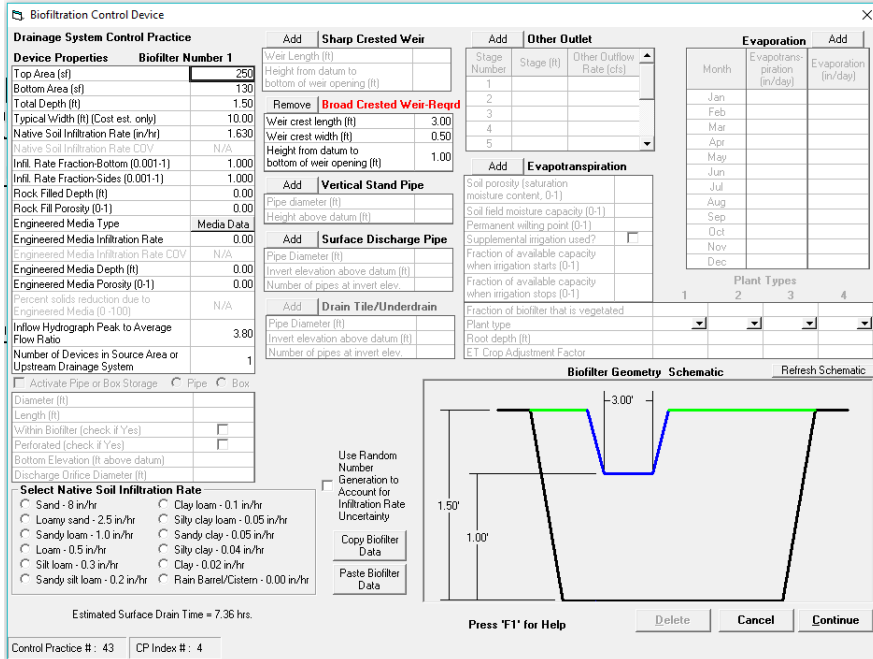 Biofiltration Control Device
Drainage System Control Practice
Device Properties Biofilter Number 1
Top Area (sf) 250
Bottom Area (sf) 130
Total Depth (ft) 1.50
Typical Width (ft) (Cost est. only) 10.00
Native Soil Infiltration Rate (in/hr) 1.630
Native Soil Infiltration Rate COV N/A
Infil. Rate Fraction-Bottom (0.001-1) 1.000
Infil. Rate Fraction-Sides (0.001-1) 1.000
Rock Filled Depth (ft) 0.00
Rock Fill Porosity (0-1) 0.00
Engineered Media Type Media Data
Engineered Media Infiltration Rate 0.00
Engineered Media Infiltration Rate COV N/A
Engineered Media Depth (ft) 0.00
Engineered Media Porosity (0-1) 0.00
Percent solids reduction due to
Engineered Media (0 -100) N/A
Inflow Hydrograph Peak to Average
Flow Ratio 3.80
Number of Devices in Source Area or
Upstream Drainage System 1
Activate Pipe or Box Storage Pipe Box
Diameter (ft)
Length (ft)
Within Biofilter (check if Yes)
Perforated (check if Yes)
Bottom Elevation (ft above datum)
Discharge Orifice Diameter (ft)
Select Native Soil Infiltration Rate
Sand - 8 in/hr
Loamy sand - 2.5 in/hr
Sandy loam - 1.0 in/hr
Loam - 0.5 in/hr
Silt loam - 0.3 in/hr
Sandy silt loam - 0.2 in/hr
Clay loam - 0.1 in/hr
Silty clay loam - 0.05 in/hr
Sandy clay - 0.05 in/hr
Silty clay - 0.04 in/hr
Clay - 0.02 in/hr
Rain Barrel/Cistern - 0.00 in/hr
Estimated Surface Drain Time = 7.36 hrs.
Add Sharp Crested Weir
Weir Length (ft)
Height from datum to
bottom of weir opening (ft)
Remove Broad Crested Weir-Reqrd
Weir crest length (ft) 3.00
Weir crest width (ft) 0.50
Height from datum to
bottom of weir opening (ft) 1.00
Add Vertical Stand Pipe
Pipe diameter (ft)
Height above datum (ft)
Add Surface Discharge Pipe
Pipe Diameter (ft)
Invert elevation above datum (ft)
Number of pipes at invert elev.
Add Drain Tile/Underdrain
Pipe Diameter (ft)
Invert elevation above datum (ft)
Number of pipes at invert elev.
Use Random
Number
Generation to
Account for
Infiltration Rate
Uncertainty
Copy Biofilter
Data
Paste Biofilter
Data
Add Other Outlet
Stage
Number
Stage (ft)
Other Outflow
Rate (cfs)
1
2
3
4
5
Add Evapotranspiration
Soil porosity (saturation
moisture content, 0-1)
Soil field moisture capacity (0-1)
Permanent wilting point (0-1)
Supplemental irrigation used?
Fraction of available capacity
when irrigation starts (0-1)
Fraction of available capacity
when irrigation stops (0-1)
Fraction of biofilter that is vegetated
Plant type
Root depth (ft)
ET Crop Adjustment Factor
Evaporation Add
Month
Evapotrans-
piration
(in/day)
Evaporation
(in/day)
Jan
Feb
Mar
Apr
May
Jun
Jul
Aug
Sep
Oct
Nov
Dec
Plant Types
1 2 3 4
Biofilter Geometry Schematic Refresh Schematic
3.00'
1.50'
1.00'
Press 'F1' for Help Delete Cancel Continue
Control Practice # : 43 CP Index # : 4